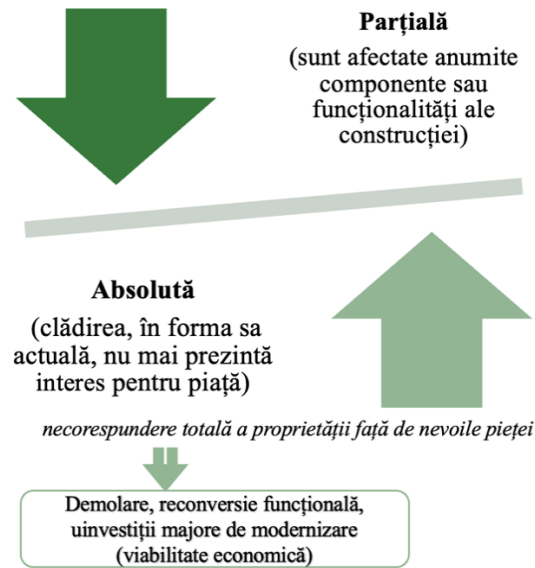 Parțială
(sunt afectate anumite
componente sau
funcționalități ale
construcției)
Absolută
(clădirea, în forma sa
actuală, nu mai prezintă
interes pentru piață)
necorespundere totală a proprietății față de nevoile pieței
Demolare, reconversie funcțională,
uinvestiții majore de modernizare
(viabilitate economică)